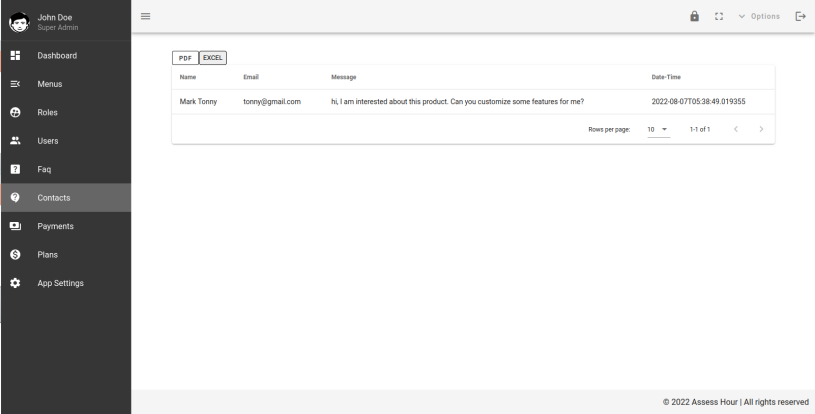 John Doe
Super Admin
Options
Dashboard
Menus
Roles
Users
Faq
Contacts
Payments
Plans
App Settings
PDF EXCEL
Name Email Message Date-Time
Mark Tonny tonny@gmail.com hi, I am interested about this product. Can you customize some features for me? 2022-08-07T05:38:49.019355
Rows per page: 10 1-1 of 1
© 2022 Assess Hour | All rights reserved